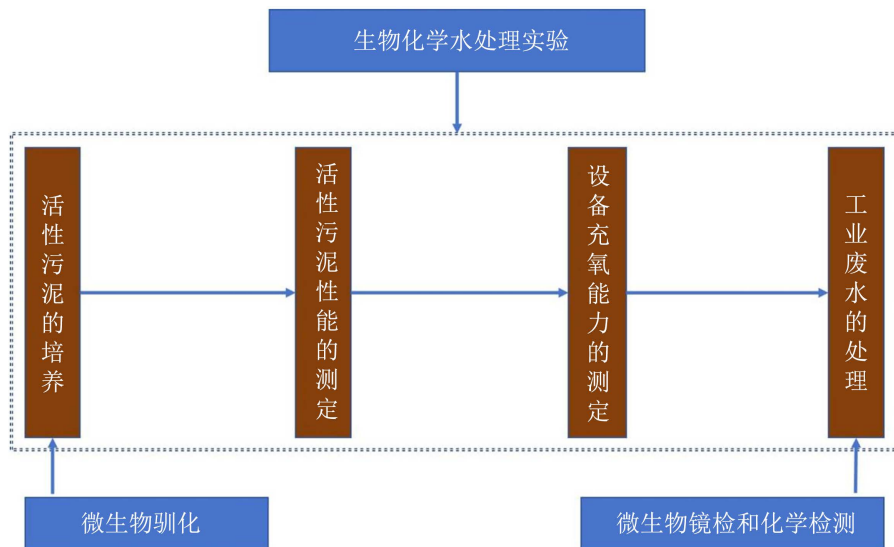 生物化学水处理实验
活性污泥的培养
活性污泥性能的测定
设备充氧能力的测定
工业废水的处理
微生物驯化
微生物镜检和化学检测